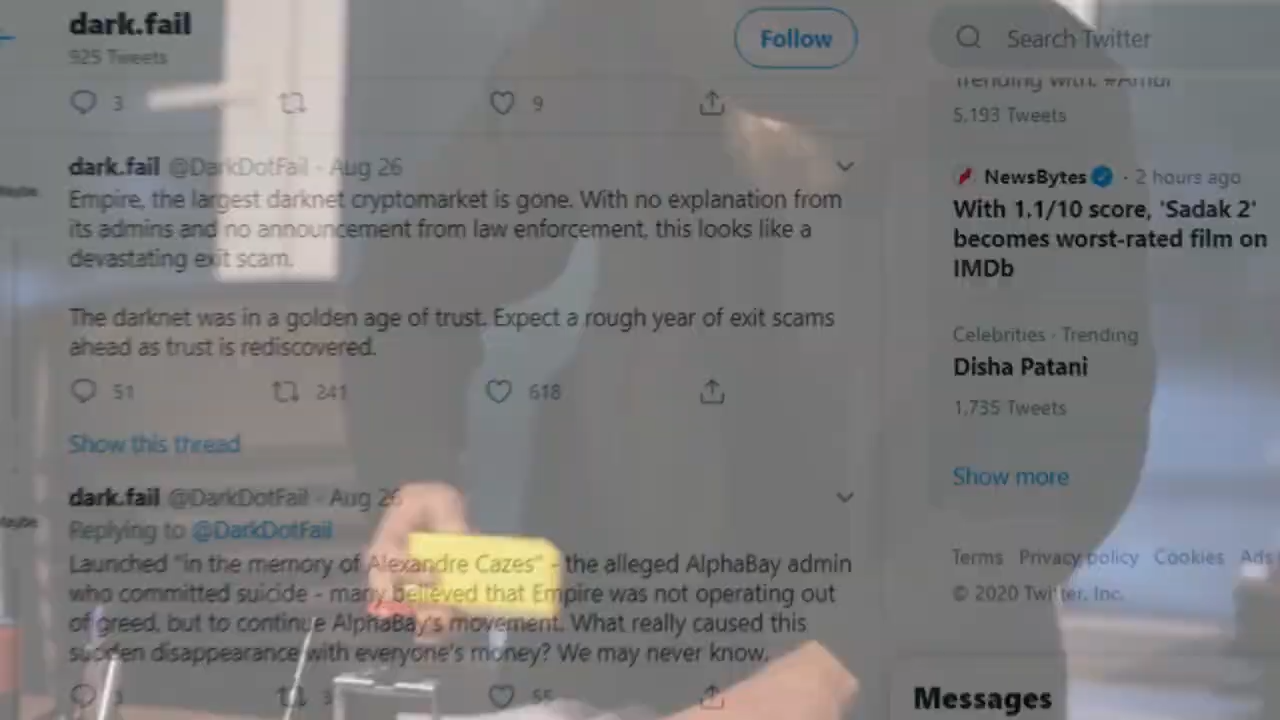 dark.fail
925 Tweets
Follow
Search Twitter
3
9
5,193 Tweets
dark.fail @DarkDotFail · Aug 26
Empire, the largest darknet cryptomarket is gone. With no explanation from
its admins and no announcement from law enforcement, this looks like a
devastating exit scam.
The darknet was in a golden age of trust. Expect a rough year of exit scams
ahead as trust is rediscovered.
51
241
618
Show this thread
dark.fail @DarkDotFail · Aug 26
Replying to @DarkDotFail
Launched "in the memory of Alexandre Cazes" - the alleged AlphaBay admin
who committed suicide - many believed that Empire was not operating out
of greed, but to continue AlphaBay's movement. What really caused this
sudden disappearance with everyone's money? We may never know.
3
55
NewsBytes · 2 hours ago
With 1.1/10 score, 'Sadak 2'
becomes worst-rated film on
IMDb
Celebrities · Trending
Disha Patani
1,735 Tweets
Show more
Terms Privacy policy Cookies Ads
© 2020 Twitter, Inc.
Messages